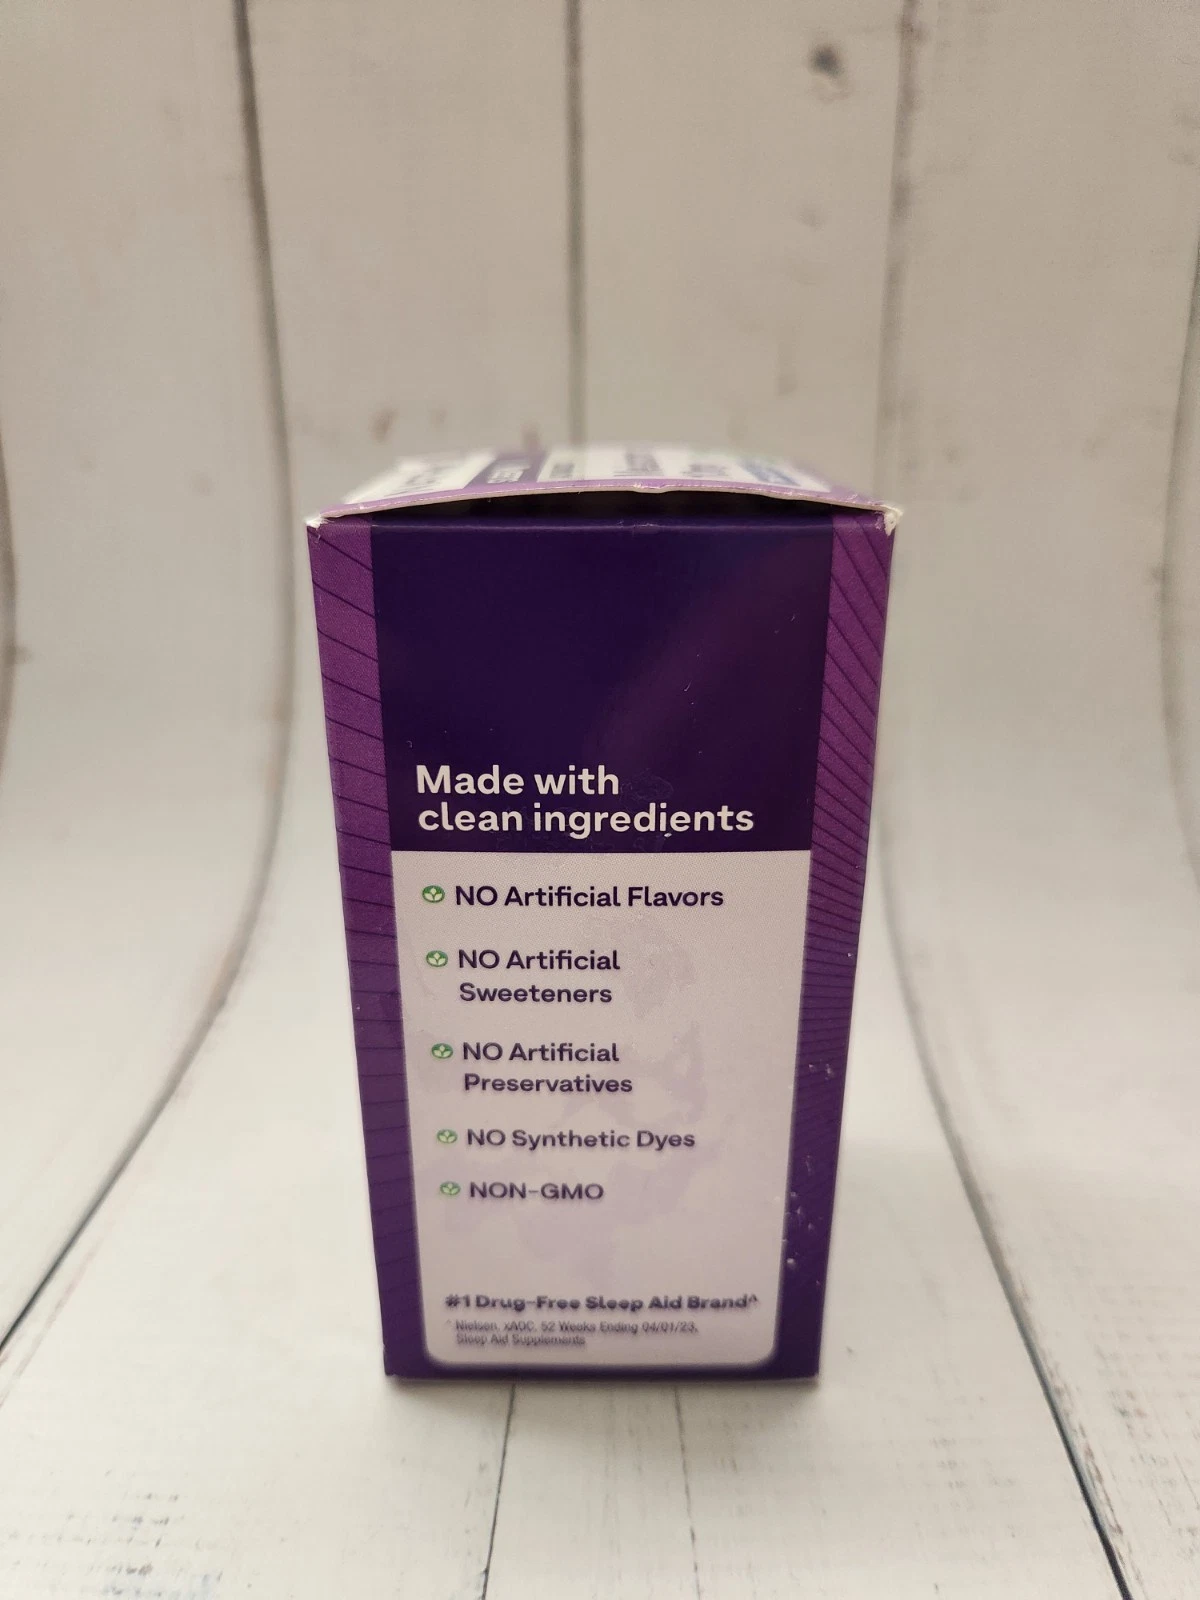 Made with
clean ingredients
NO Artificial Flavors
NO Artificial
Sweeteners
NO Artificial
Preservatives
NO Synthetic Dyes
NON-GMO
#1 Drug-Free Sleep Aid Brand^
^ Nielsen, xAOC, 52 Weeks Ending 04/01/23,
Sleep Aid Supplements